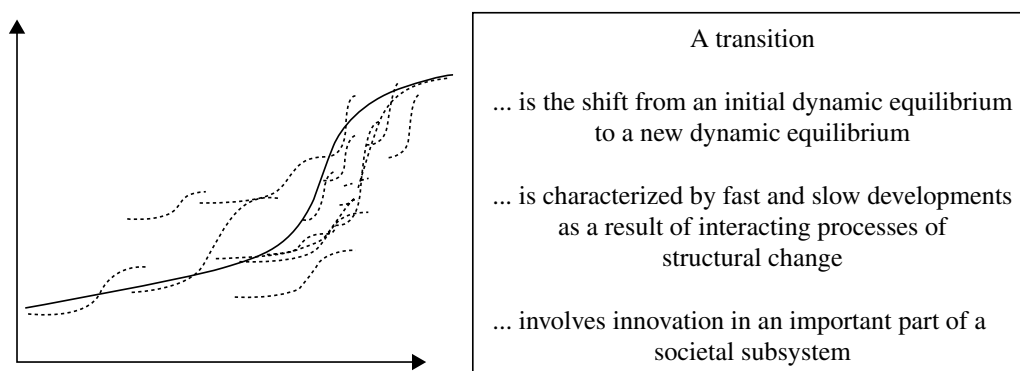 A transition
... is the shift from an initial dynamic equilibrium
to a new dynamic equilibrium
... is characterized by fast and slow developments
as a result of interacting processes of
structural change
... involves innovation in an important part of a
societal subsystem